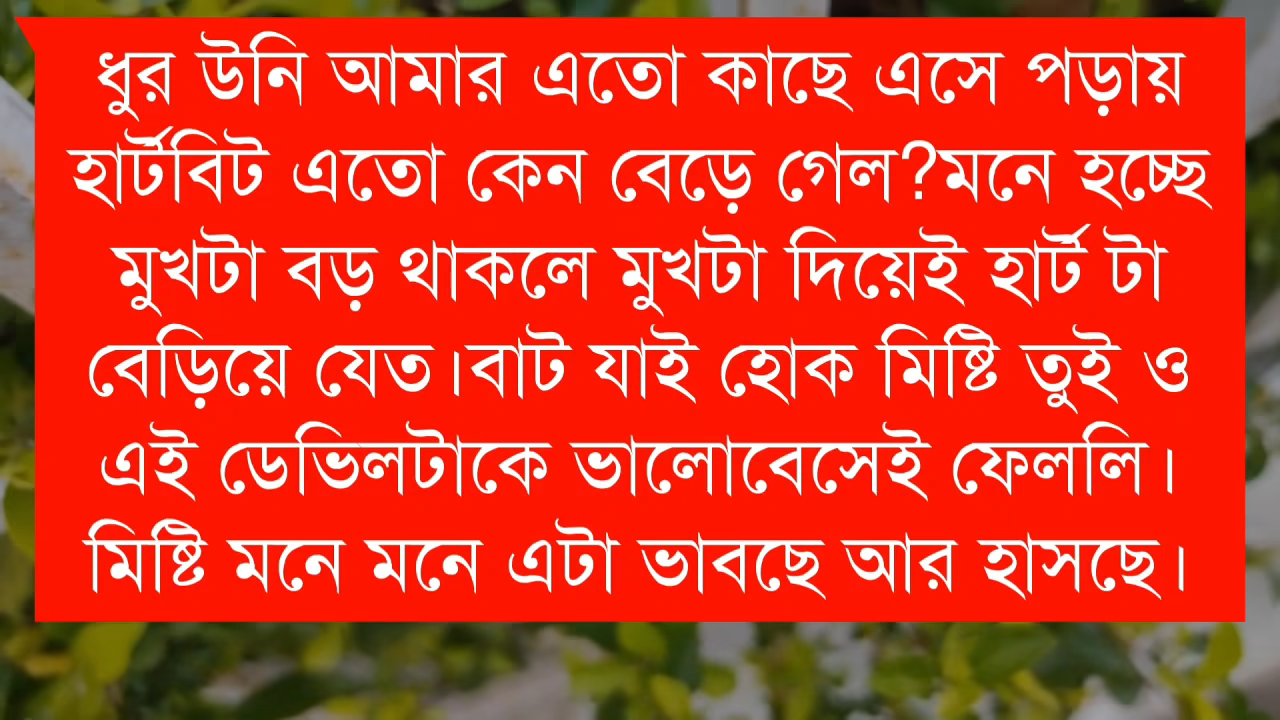 ধুর উনি আমার এতো কাছে এসে পড়ায়
হার্টবিট এতো কেন বেড়ে গেল?মনে হচ্ছে
মুখটা বড় থাকলে মুখটা দিয়েই হার্ট টা
বেড়িয়ে যেত।বাট যাই হোক মিষ্টি তুই ও
এই ডেভিলটাকে ভালোবেসেই ফেললি।
মিষ্টি মনে মনে এটা ভাবছে আর হাসছে।